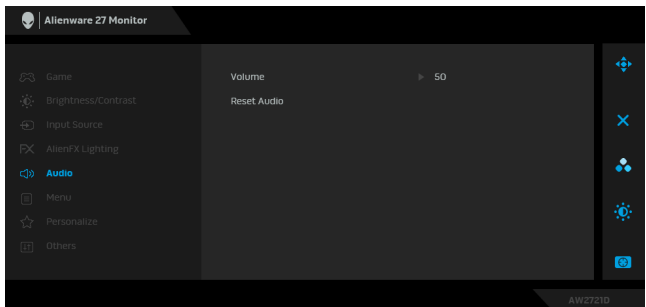 Alienware 27 Monitor
Game
Brightness/Contrast
Input Source
FX AlienFX Lighting
Audio
Menu
Personalize
Others
Volume 50
Reset Audio
AW2721D